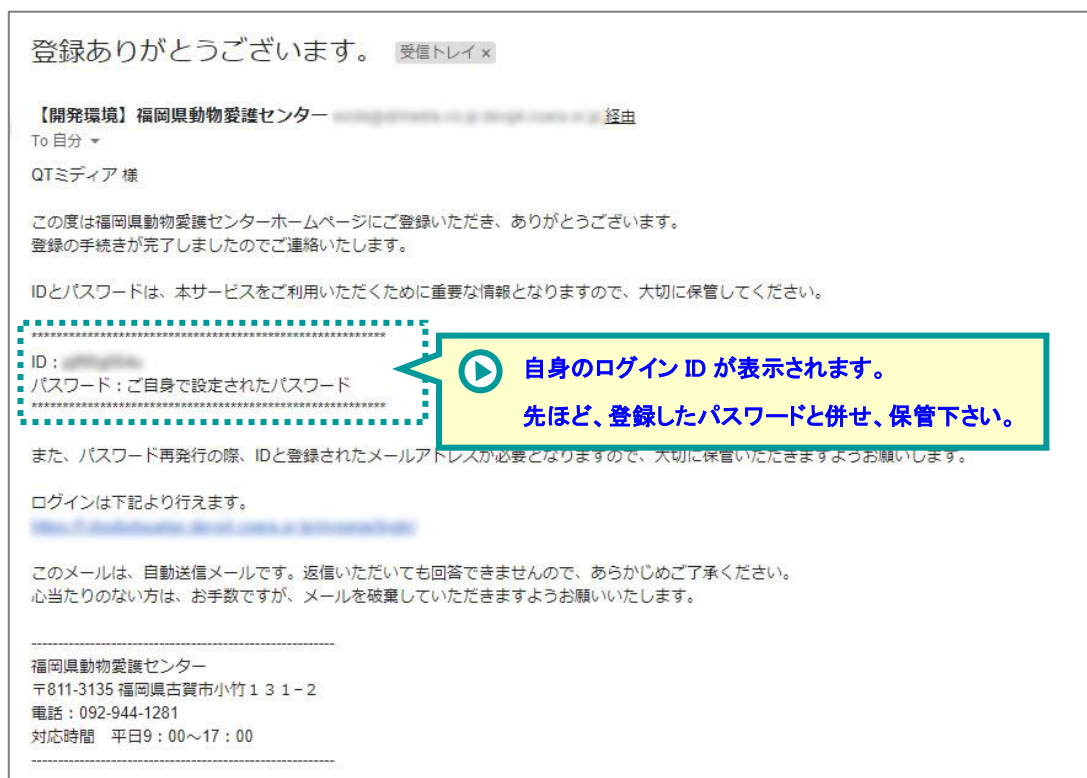 登録ありがとうございます。 受信トレイ ×
【開発環境】福岡県動物愛護センター 経由
To 自分
QTミディア 様
この度は福岡県動物愛護センターホームページにご登録いただき、ありがとうございます。
登録の手続きが完了しましたのでご連絡いたします。
IDとパスワードは、本サービスをご利用いただくために重要な情報となりますので、大切に保管してください。
*********************************************************
ID：
パスワード：ご自身で設定されたパスワード
*********************************************************
自身のログイン ID が表示されます。
先ほど、登録したパスワードと併せ、保管下さい。
また、パスワード再発行の際、IDと登録されたメールアドレスが必要となりますので、大切に保管いただきますようお願いします。
ログインは下記より行えます。
このメールは、自動送信メールです。返信いただいても回答できませんので、あらかじめご了承ください。
心当たりのない方は、お手数ですが、メールを破棄していただきますようお願いいたします。
---------------------------------------------------------
福岡県動物愛護センター
〒811-3135 福岡県古賀市小竹１３１−２
電話：092-944-1281
対応時間　平日9：00～17：00
---------------------------------------------------------